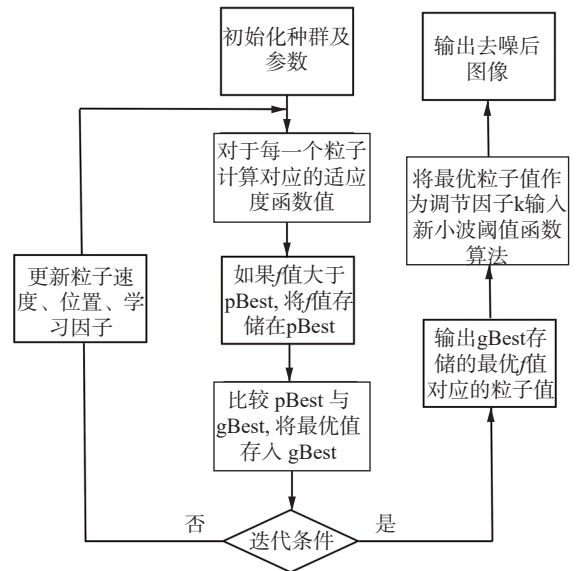 初始化种群及
参数
对于每一个粒子
计算对应的适应
度函数值
如果f值大于
pBest, 将f值存
储在pBest
比较 pBest 与
gBest, 将最优值
存入 gBest
迭代条件
否
更新粒子速
度、位置、学
习因子
是
输出gBest存
储的最优f值
对应的粒子值
将最优粒子值作
为调节因子k输入
新小波阈值函数
算法
输出去噪后
图像